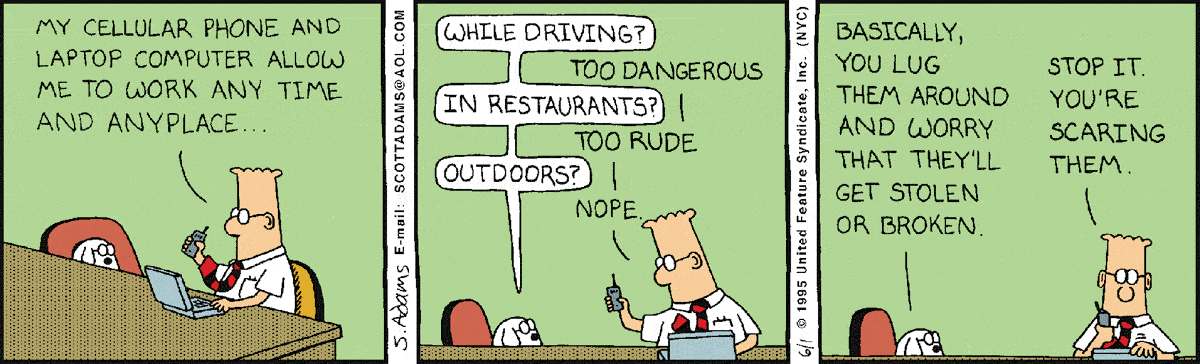 MY CELLULAR PHONE AND
LAPTOP COMPUTER ALLOW
ME TO WORK ANY TIME
AND ANYPLACE...
S. Adams E-mail: SCOTTADAMS@AOL.COM
WHILE DRIVING?
TOO DANGEROUS
IN RESTAURANTS?
TOO RUDE
OUTDOORS?
NOPE.
6/1 © 1995 United Feature Syndicate, Inc. (NYC)
BASICALLY,
YOU LUG
THEM AROUND
AND WORRY
THAT THEY'LL
GET STOLEN
OR BROKEN.
STOP IT.
YOU'RE
SCARING
THEM.